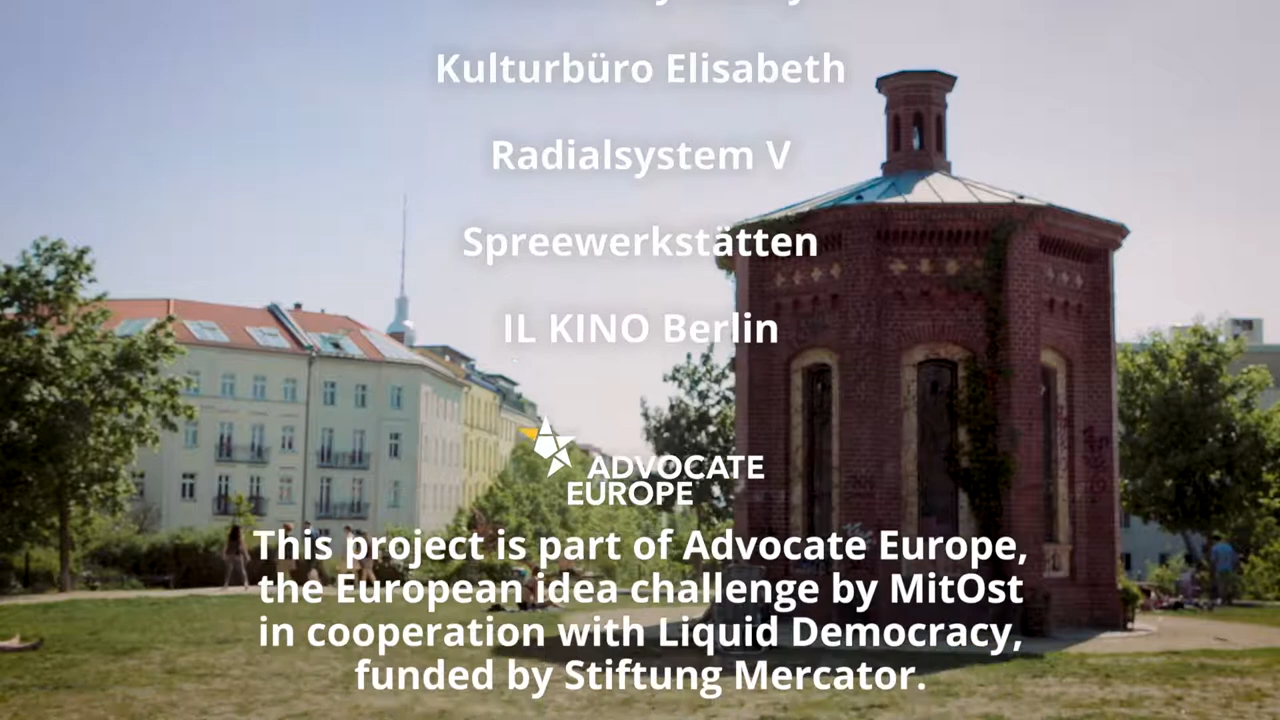 Kulturbüro Elisabeth
Radialsystem V
Spreewerkstätten
IL KINO Berlin
ADVOCATE
EUROPE
This project is part of Advocate Europe,
the European idea challenge by MitOst
in cooperation with Liquid Democracy,
funded by Stiftung Mercator.